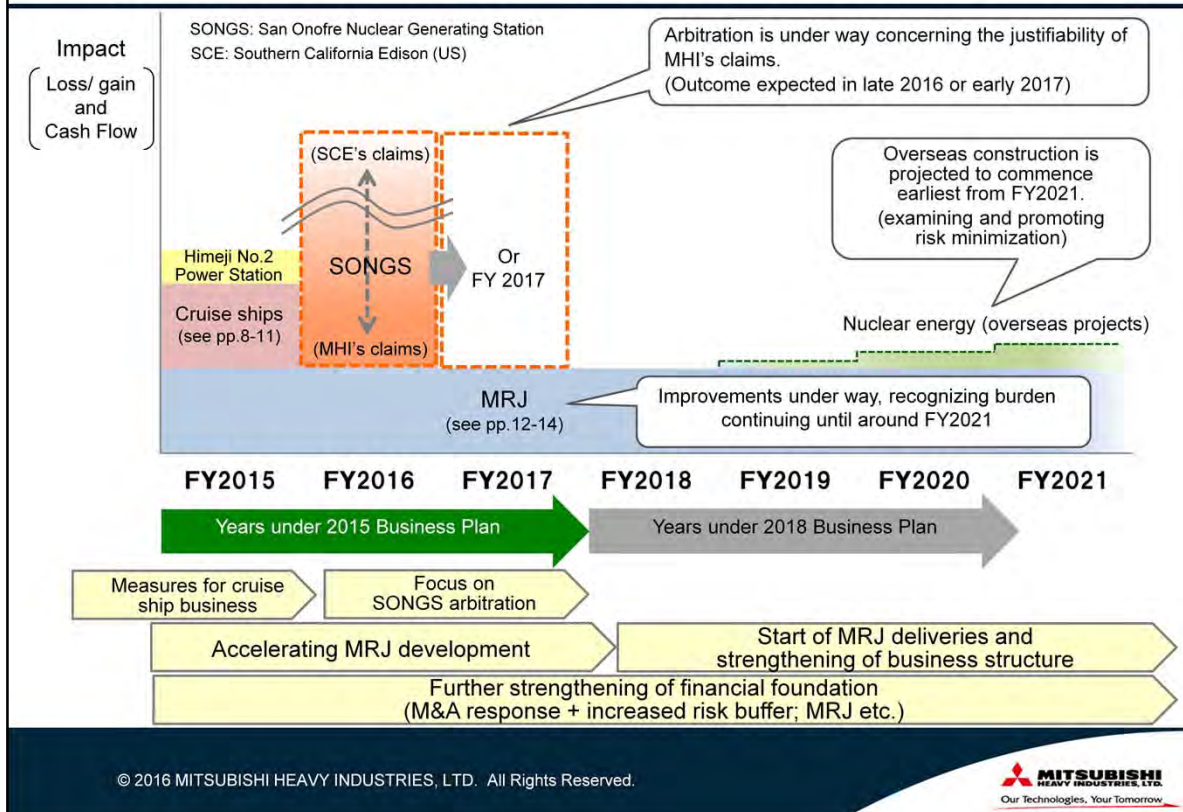 SONGS: San Onofre Nuclear Generating Station
SCE: Southern California Edison (US)
Impact
Loss/ gain
and
Cash Flow
Arbitration is under way concerning the justifiability of
MHI's claims.
(Outcome expected in late 2016 or early 2017)
Overseas construction is
projected to commence
earliest from FY2021.
(examining and promoting
risk minimization)
(SCE's claims)
SONGS
(MHI's claims)
Or
FY 2017
Himeji No.2
Power Station
Cruise ships
(see pp.8-11)
Nuclear energy (overseas projects)
MRJ
(see pp.12-14)
Improvements under way, recognizing burden
continuing until around FY2021
FY2015 FY2016 FY2017 FY2018 FY2019 FY2020 FY2021
Years under 2015 Business Plan
Years under 2018 Business Plan
Measures for cruise
ship business
Focus on
SONGS arbitration
Accelerating MRJ development
Start of MRJ deliveries and
strengthening of business structure
Further strengthening of financial foundation
(M&A response + increased risk buffer; MRJ etc.)
© 2016 MITSUBISHI HEAVY INDUSTRIES, LTD. All Rights Reserved.
MITSUBISHI
HEAVY INDUSTRIES, LTD.
Our Technologies, Your Tomorrow